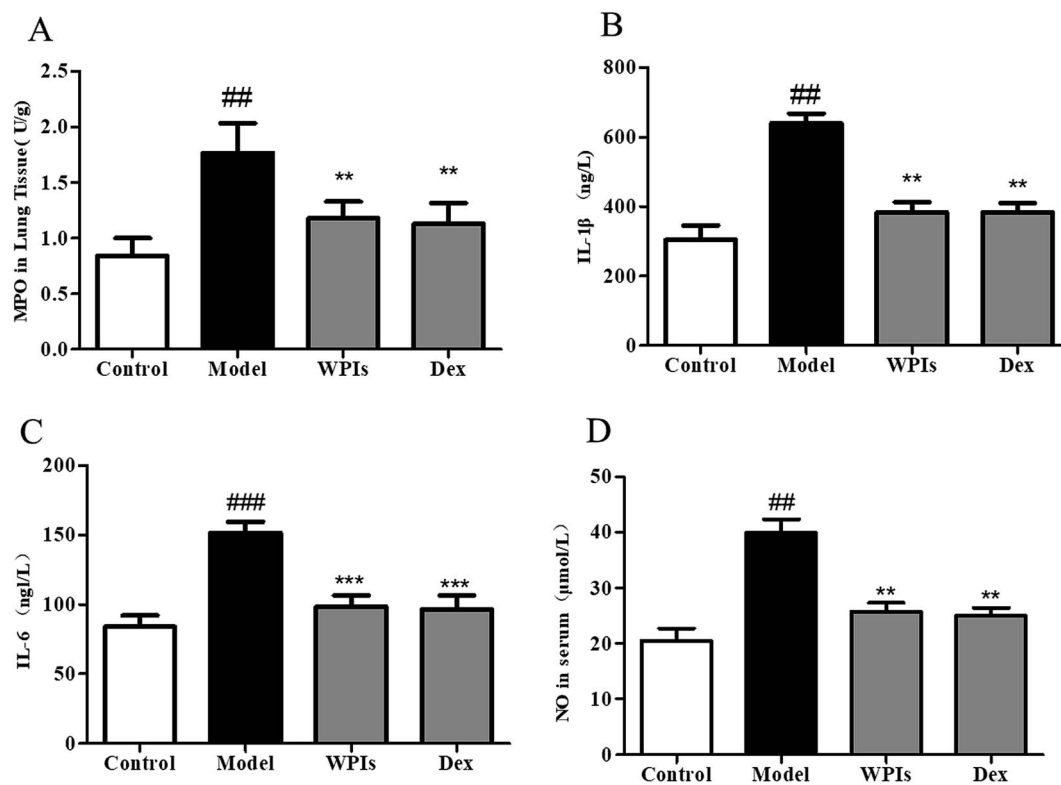 A
MPO in Lung Tissue( U/g)
2.5
2.0
1.5
1.0
0.5
0.0
##
**
**
Control Model WPIs Dex
B
IL-1β (ng/L)
800
600
400
200
0
##
**
**
Control Model WPIs Dex
C
IL-6 (ngl/L)
200
150
100
50
0
###
***
***
Control Model WPIs Dex
D
NO in serum (μmol/L)
50
40
30
20
10
0
##
**
**
Control Model WPIs Dex